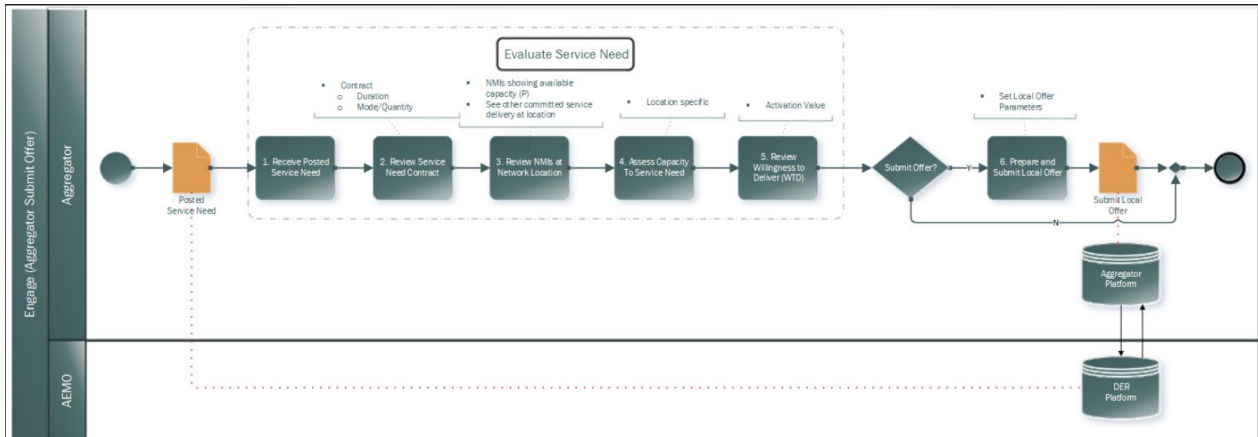 Engage (Aggregator Submit Offer)
Aggregator
Evaluate Service Need
• Contract
o Duration
o Mode/Quantity
• NMIs showing available
capacity (P)
• See other committed service
delivery at location
• Location specific
• Activation Value
• Set Local Offer
Parameters
Posted
Service Need
1. Receive Posted
Service Need
2. Review Service
Need Contract
3. Review NMIs at
Network Location
4. Assess Capacity
To Service Need
5. Review
Willingness to
Deliver (WTD)
Submit Offer?
Y
6. Prepare and
Submit Local Offer
Submit Local
Offer
N
Aggregator
Platform
AEMO
DER
Platform